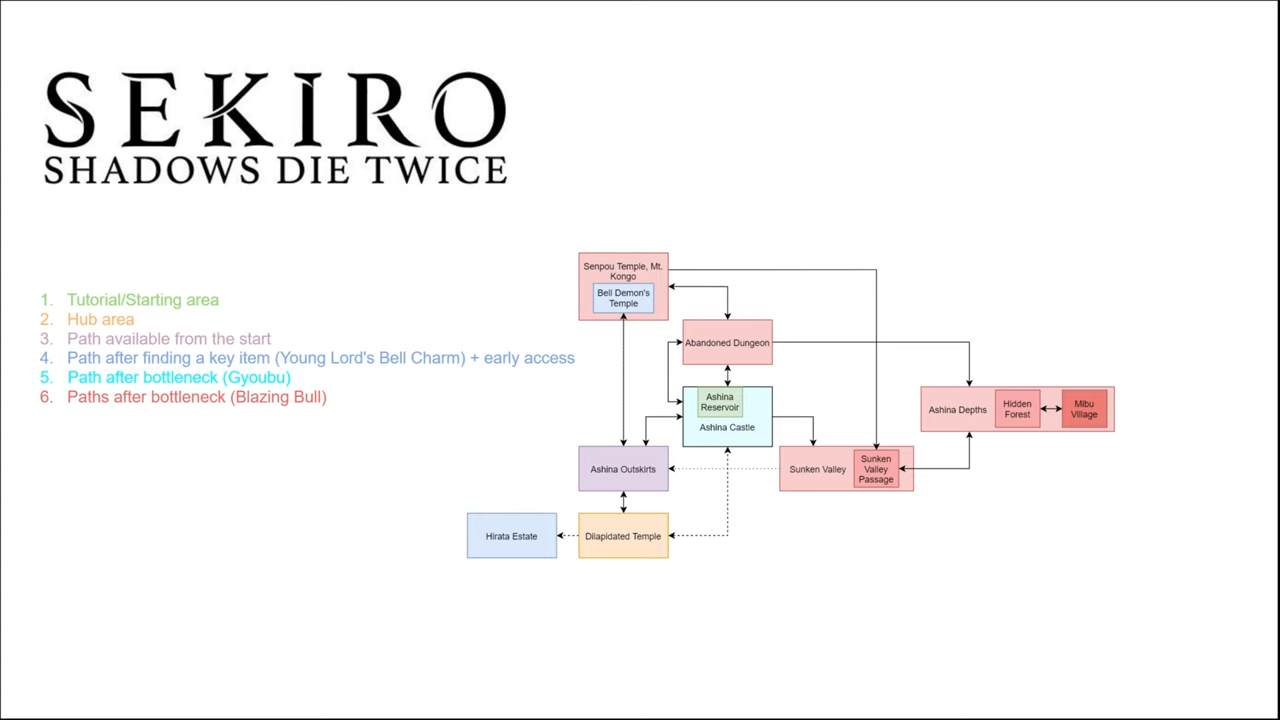 SEKIRO
SHADOWS DIE TWICE
1. Tutorial/Starting area
2. Hub area
3. Path available from the start
4. Path after finding a key item (Young Lord's Bell Charm) + early access
5. Path after bottleneck (Gyoubu)
6. Paths after bottleneck (Blazing Bull)
Senpou Temple, Mt.
Kongo
Bell Demon's
Temple
Abandoned Dungeon
Ashina
Reservoir
Ashina Castle
Ashina Depths
Hidden
Forest
Mibu
Village
Ashina Outskirts
Sunken Valley
Sunken
Valley
Passage
Hirata Estate
Dilapidated Temple